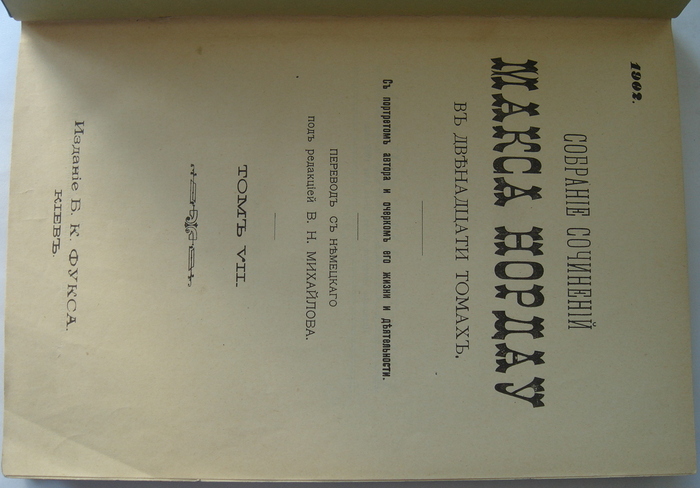 1902.
СОБРАНІЕ СОЧИНЕНІЙ
МАКСА НОРДАУ
ВЪ ДВѢНАДЦАТИ ТОМАХЪ.
Съ портретомъ автора и очеркомъ его жизни и дѣятельности.
ПЕРЕВОДЪ СЪ НѢМЕЦКАГО
подъ редакціей В. Н. МИХАЙЛОВА.
ТОМЪ VII.
Изданіе Б. К. ФУКСА.
КІЕВЪ.